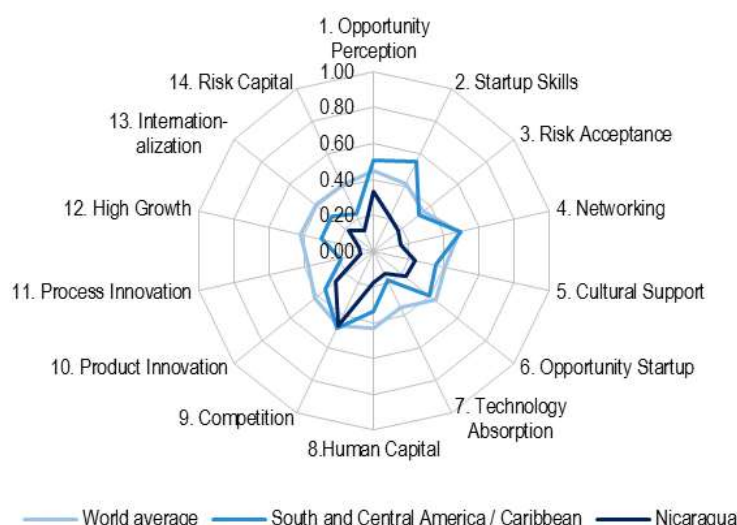 1. Opportunity
Perception
1.00
14. Risk Capital
2. Startup Skills
0.80
13. Internation-
alization
0.60
3. Risk Acceptance
0.40
12. High Growth
0.20
4. Networking
0.00
11. Process Innovation
5. Cultural Support
10. Product Innovation
6. Opportunity Startup
9. Competition
7. Technology
Absorption
8.Human Capital
World average
South and Central America / Caribbean
Nicaragua